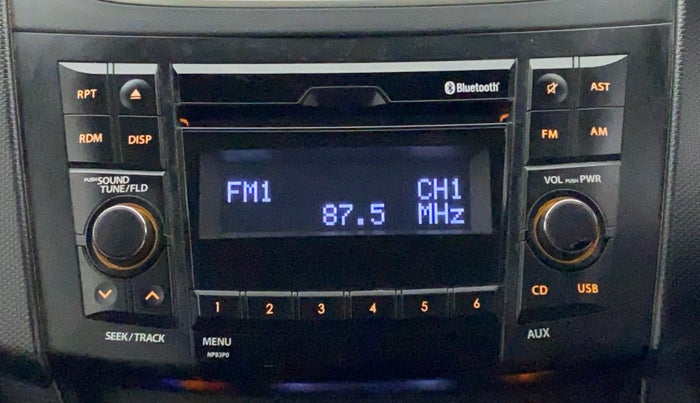 RPT
RDM
DISP
PUSH SOUND
TUNE/FLD
SEEK/TRACK
Bluetooth
FM1
CH1
87.5 MHz
1 2 3 4 5 6
MENU
NP83P0
AST
FM
AM
VOL PUSH PWR
CD
USB
AUX